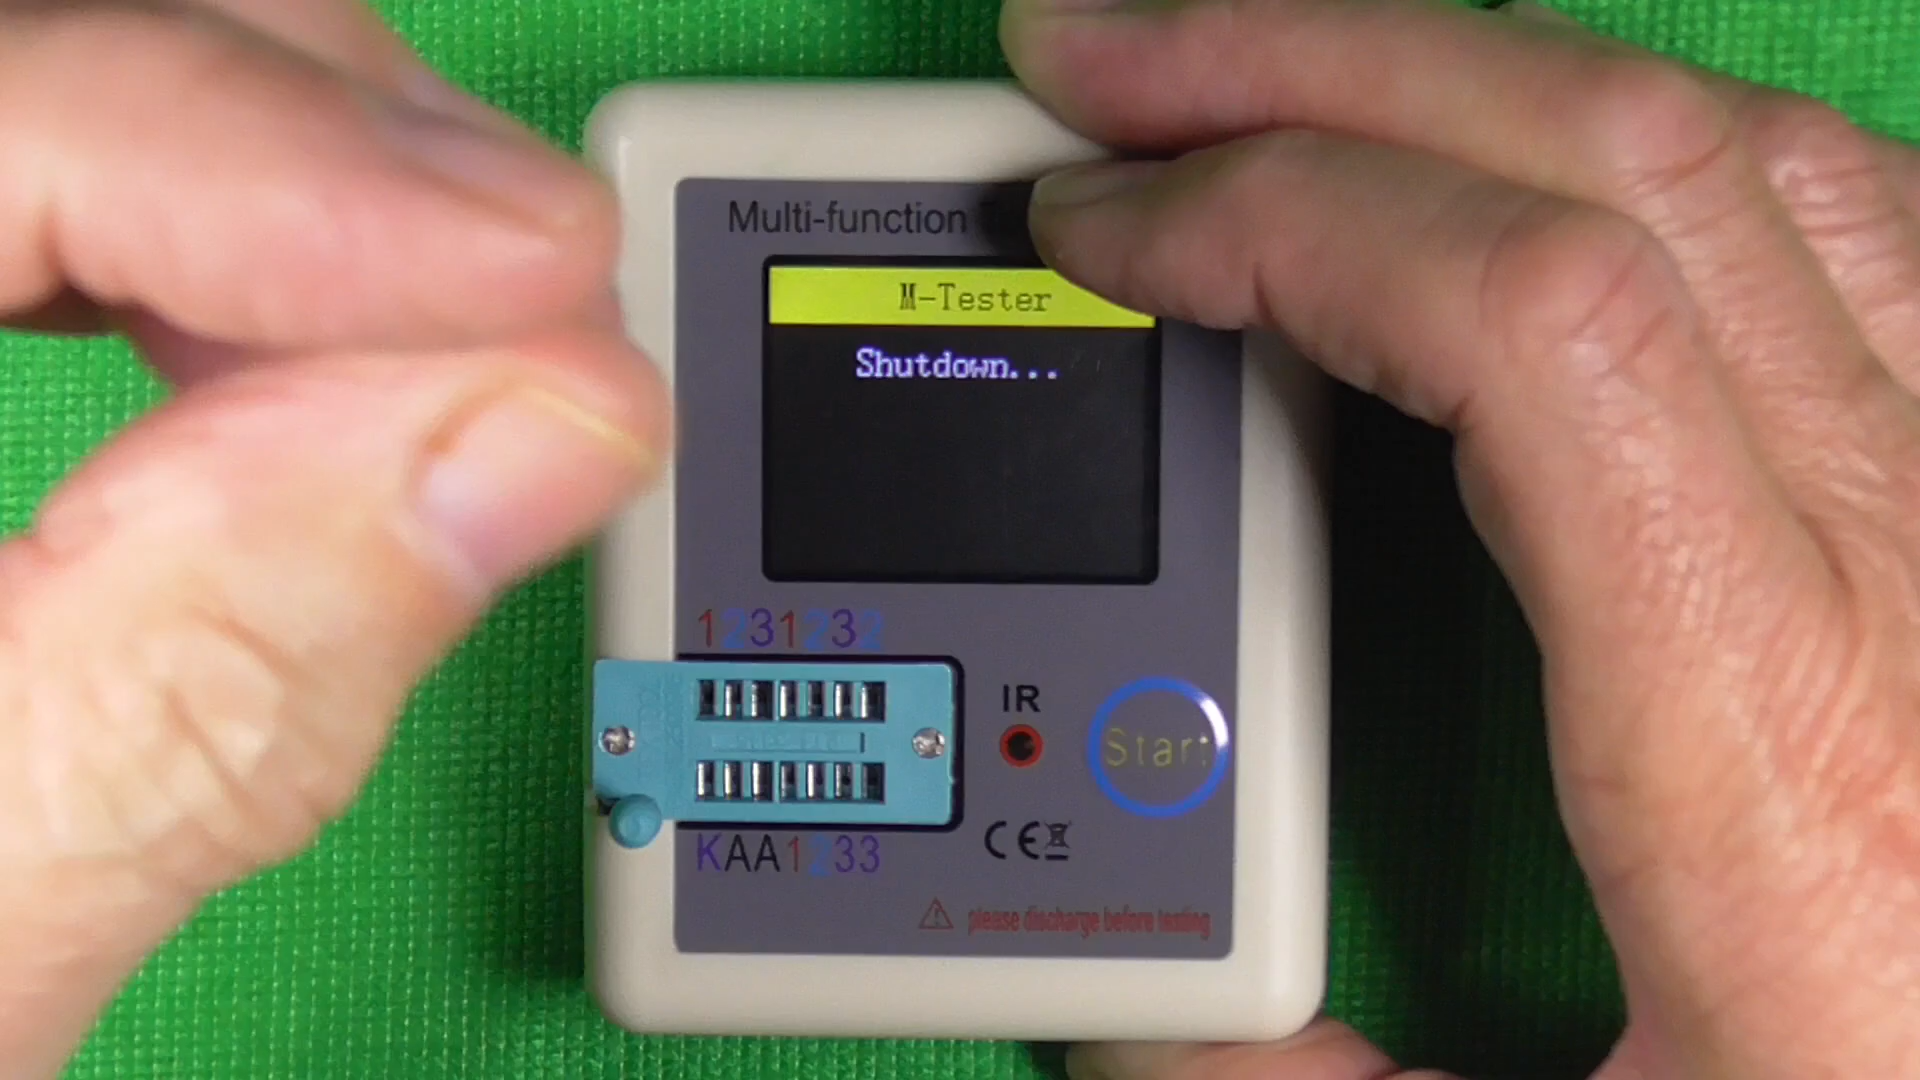 Multi-function
M-Tester
Shutdown...
1231232
IR
Start
CE
KAA1233
please discharge before testing